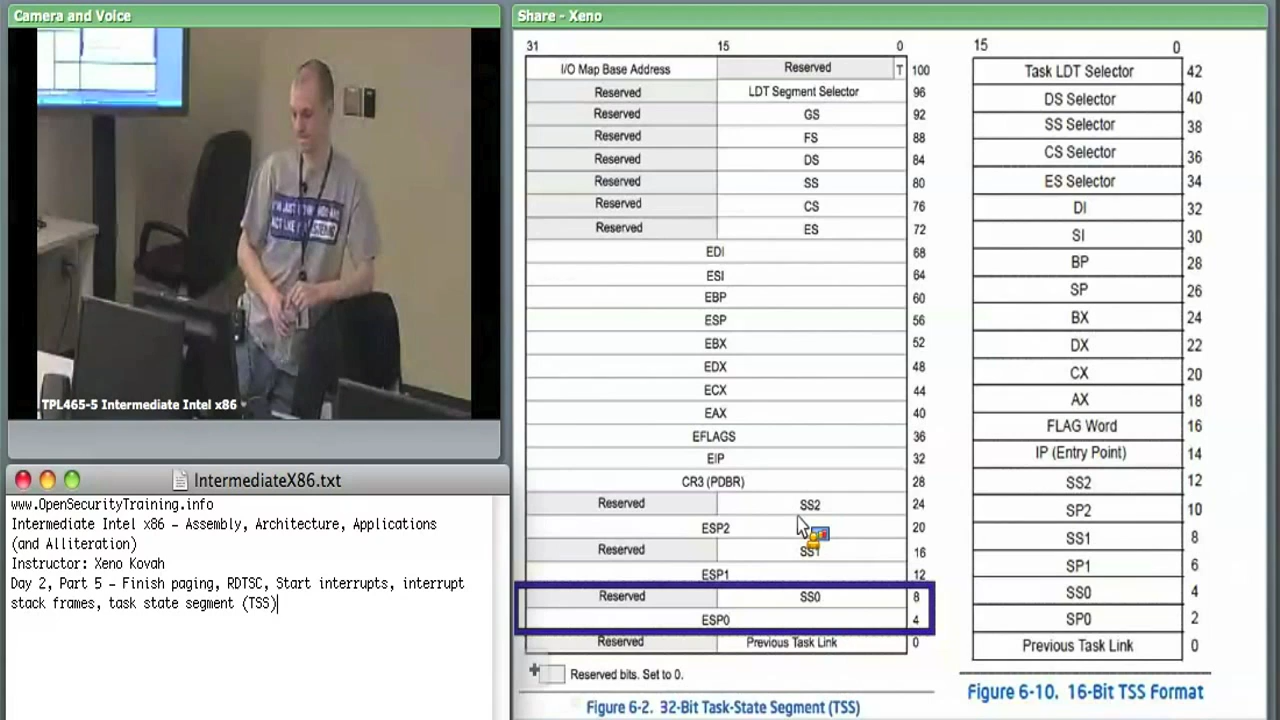 Camera and Voice
TPL465-5 Intermediate Intel x86
IntermediateX86.txt
www.OpenSecurityTraining.info
Intermediate Intel x86 - Assembly, Architecture, Applications
(and Alliteration)
Instructor: Xeno Kovah
Day 2, Part 5 - Finish paging, RDTSC, Start interrupts, interrupt
stack frames, task state segment (TSS)
Share - Xeno
31 15 0
I/O Map Base Address Reserved T 100
Reserved LDT Segment Selector 96
Reserved GS 92
Reserved FS 88
Reserved DS 84
Reserved SS 80
Reserved CS 76
Reserved ES 72
EDI 68
ESI 64
EBP 60
ESP 56
EBX 52
EDX 48
ECX 44
EAX 40
EFLAGS 36
EIP 32
CR3 (PDBR) 28
Reserved SS2 24
ESP2 20
Reserved SS1 16
ESP1 12
Reserved SS0 8
ESP0 4
Reserved Previous Task Link 0
Reserved bits. Set to 0.
Figure 6-2. 32-Bit Task-State Segment (TSS)
15 0
Task LDT Selector 42
DS Selector 40
SS Selector 38
CS Selector 36
ES Selector 34
DI 32
SI 30
BP 28
SP 26
BX 24
DX 22
CX 20
AX 18
FLAG Word 16
IP (Entry Point) 14
SS2 12
SP2 10
SS1 8
SP1 6
SS0 4
SP0 2
Previous Task Link 0
Figure 6-10. 16-Bit TSS Format